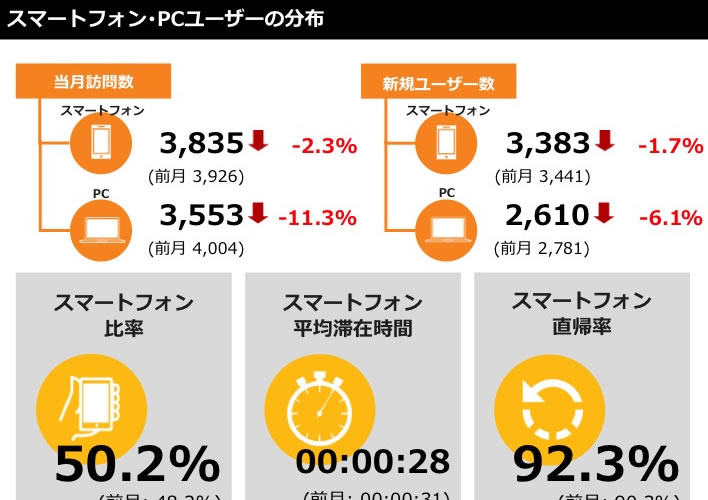 スマートフォン・PCユーザーの分布
当月訪問数
スマートフォン
3,835 -2.3%
(前月 3,926)
PC
3,553 -11.3%
(前月 4,004)
新規ユーザー数
スマートフォン
3,383 -1.7%
(前月 3,441)
PC
2,610 -6.1%
(前月 2,781)
スマートフォン
比率
50.2%
(前月: 48.2%)
スマートフォン
平均滞在時間
00:00:28
(前月: 00:00:31)
スマートフォン
直帰率
92.3%